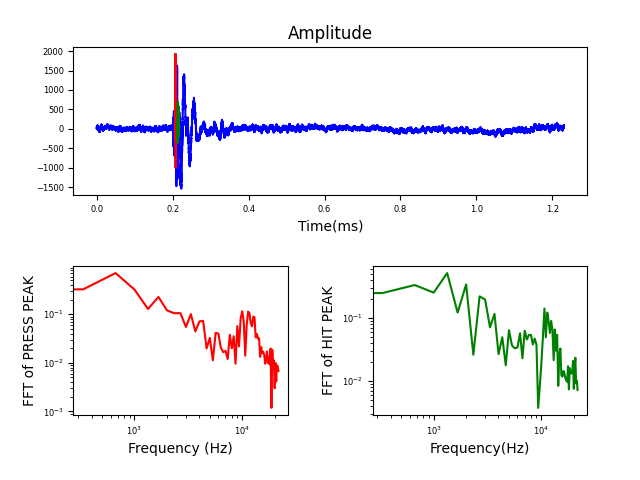 Amplitude
2000
1500
1000
500
0
−500
−1000
−1500
0.0 0.2 0.4 0.6 0.8 1.0 1.2
Time(ms)
FFT of PRESS PEAK
10⁻¹
10⁻²
10⁻³
10³ 10⁴
Frequency (Hz)
FFT of HIT PEAK
10⁻¹
10⁻²
10³ 10⁴
Frequency(Hz)